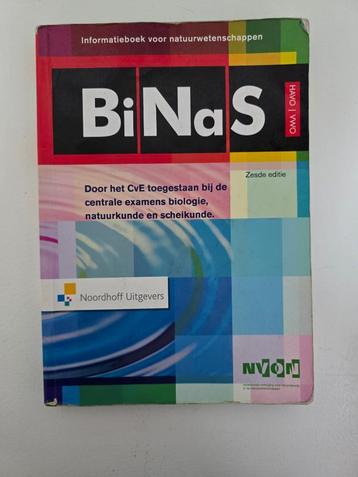 Informatieboek voor natuurwetenschappen
BiNaS
HAVO | VWO
Zesde editie
Door het CvE toegestaan bij de
centrale examens biologie,
natuurkunde en scheikunde.
Noordhoff Uitgevers
NVON